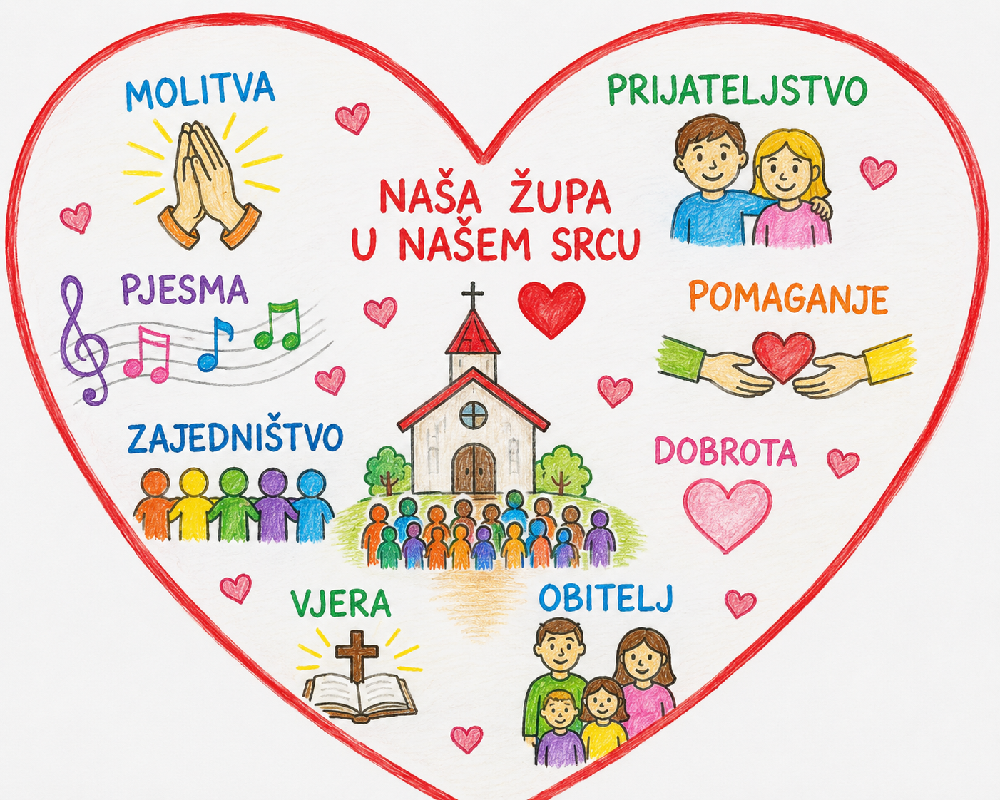 MOLITVA
PRIJATELJSTVO
NAŠA ŽUPA
U NAŠEM SRCU
PJESMA
POMAGANJE
ZAJEDNIŠTVO
DOBROTA
VJERA
OBITELJ